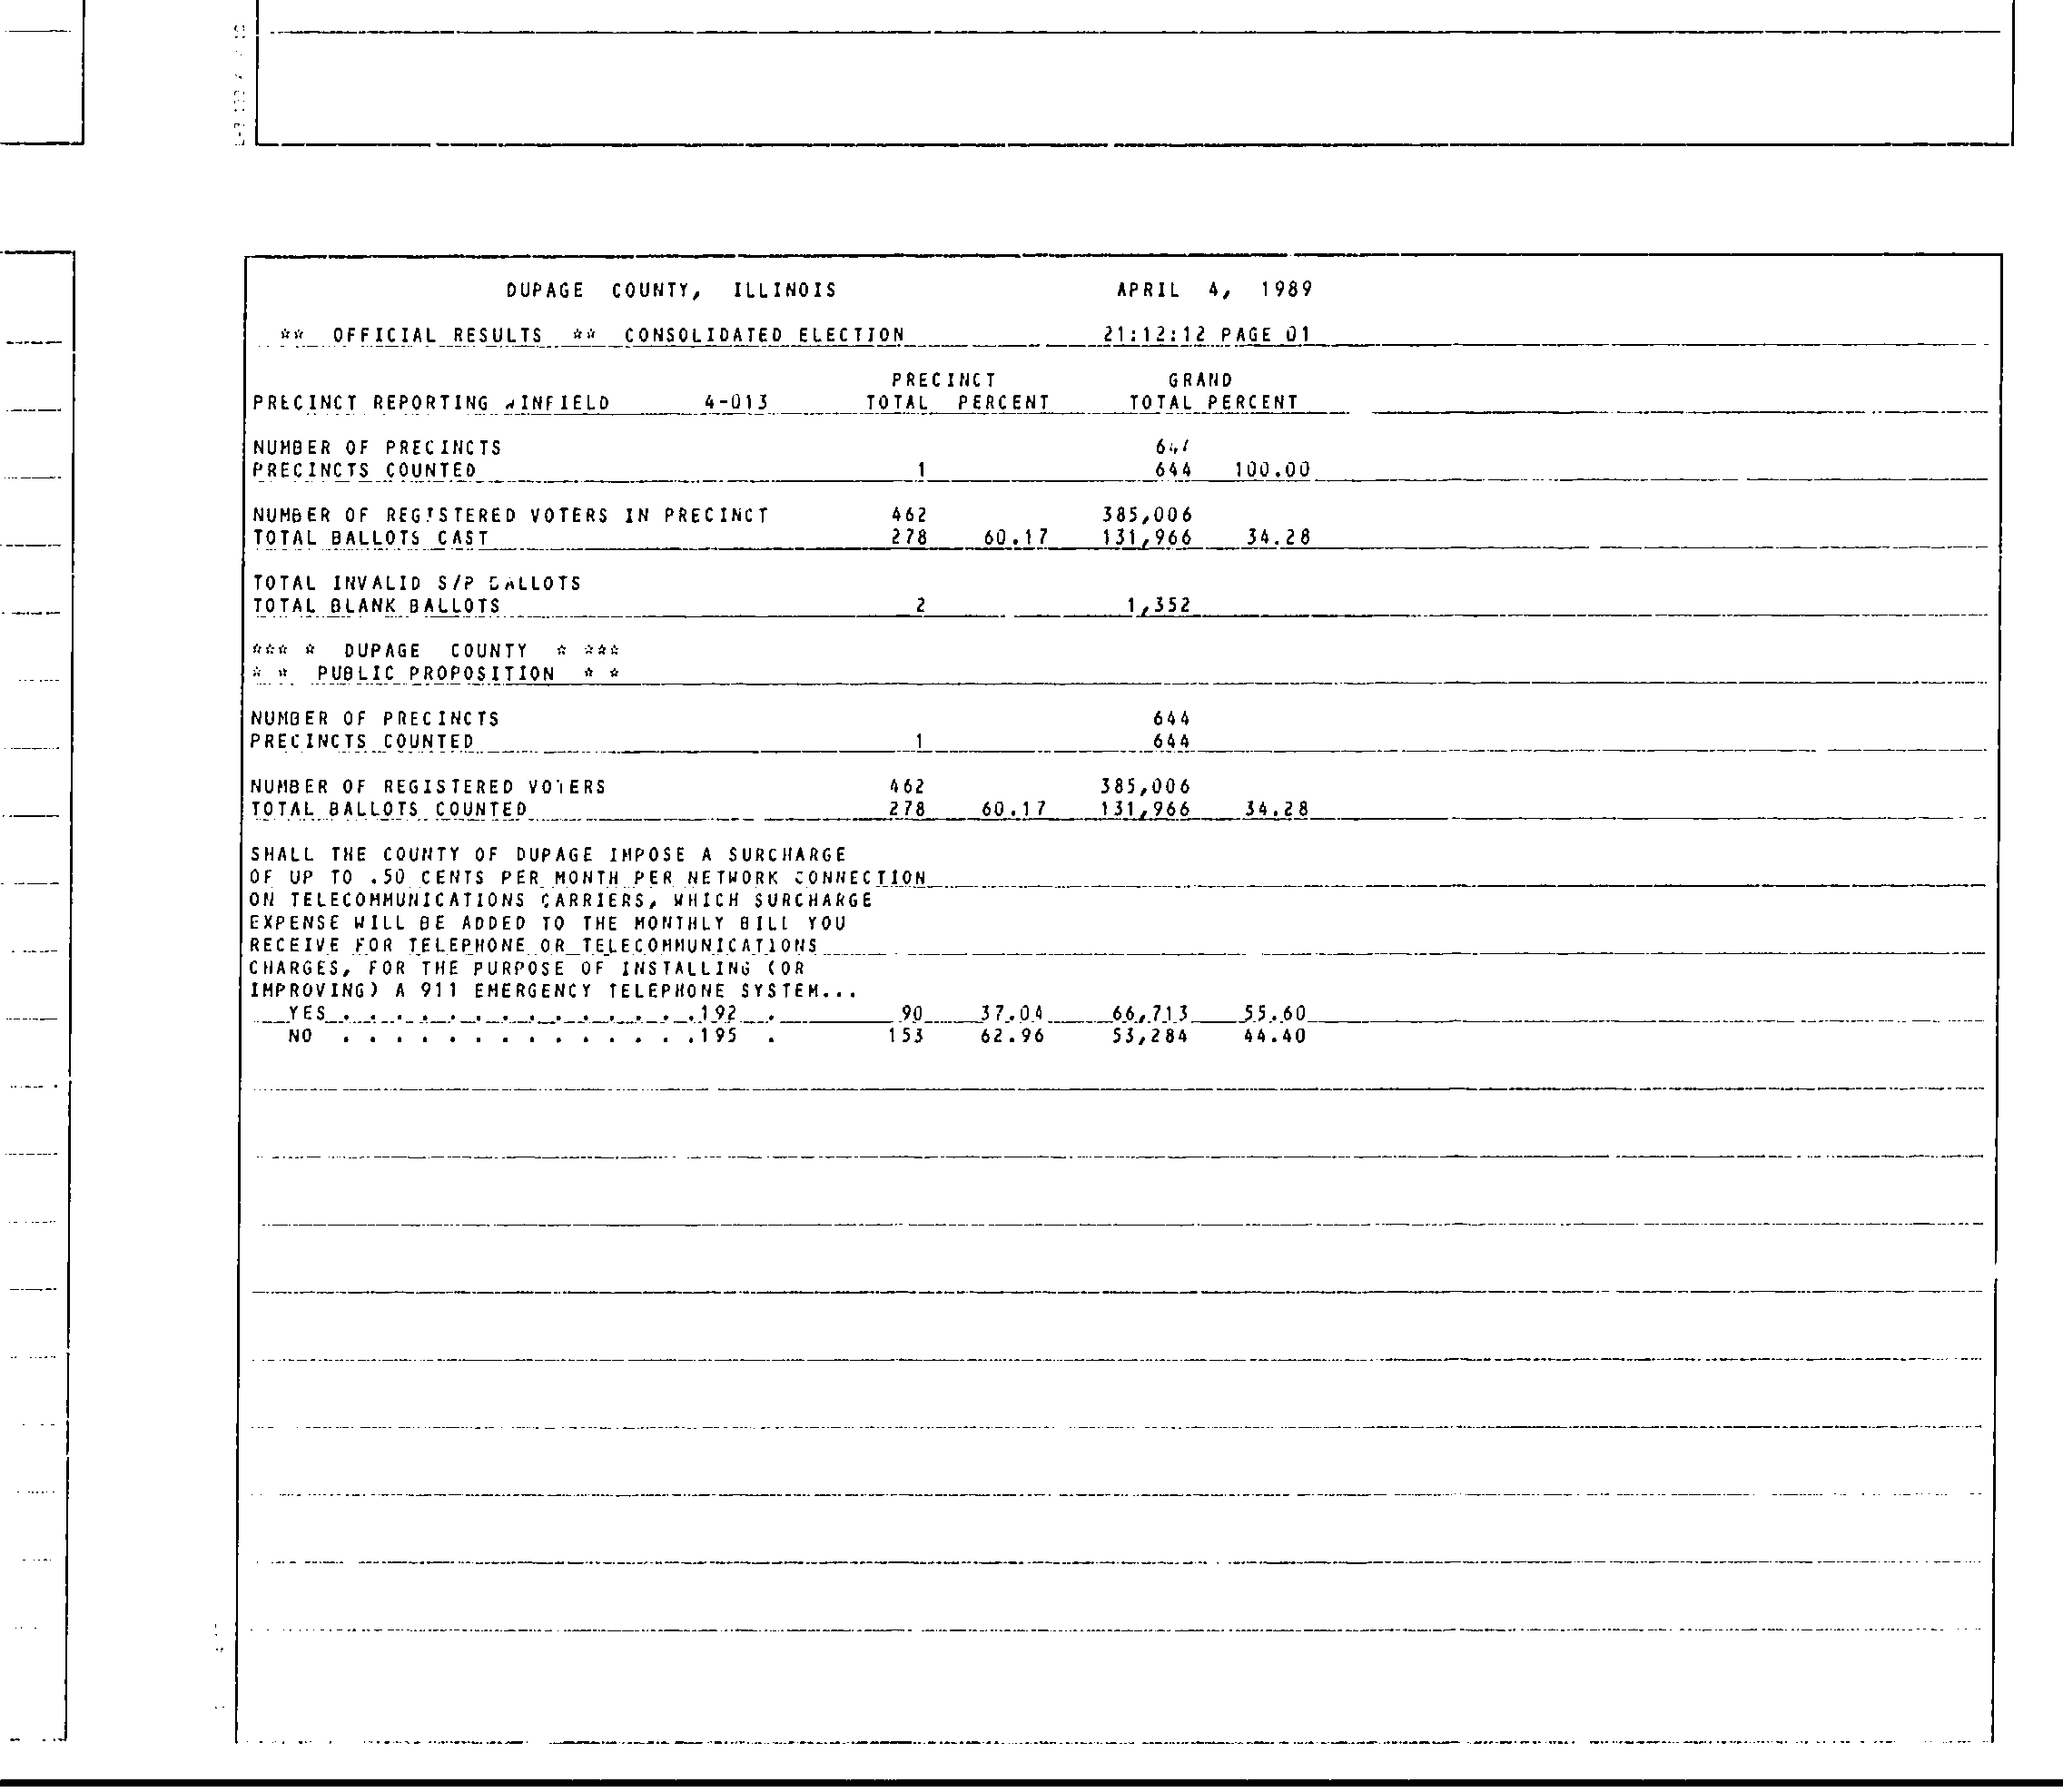 DUPAGE COUNTY, ILLINOIS APRIL 4, 1989
** OFFICIAL RESULTS ** CONSOLIDATED ELECTION 21:12:12 PAGE 01
PRECINCT GRAND
PRECINCT REPORTING WINFIELD 4-013 TOTAL PERCENT TOTAL PERCENT
NUMBER OF PRECINCTS
PRECINCTS COUNTED 1 644 100.00
NUMBER OF REGISTERED VOTERS IN PRECINCT 462 385,006
TOTAL BALLOTS CAST 278 60.17 131,966 34.28
TOTAL INVALID S/P BALLOTS
TOTAL BLANK BALLOTS 2 1,352
*** * DUPAGE COUNTY * ***
* * PUBLIC PROPOSITION * *
NUMBER OF PRECINCTS 644
PRECINCTS COUNTED 1 644
NUMBER OF REGISTERED VOTERS 462 385,006
TOTAL BALLOTS COUNTED 278 60.17 131,966 34.28
SHALL THE COUNTY OF DUPAGE IMPOSE A SURCHARGE
OF UP TO .50 CENTS PER MONTH PER NETWORK CONNECTION
ON TELECOMMUNICATIONS CARRIERS, WHICH SURCHARGE
EXPENSE WILL BE ADDED TO THE MONTHLY BILL YOU
RECEIVE FOR TELEPHONE OR TELECOMMUNICATIONS
CHARGES, FOR THE PURPOSE OF INSTALLING (OR
IMPROVING) A 911 EMERGENCY TELEPHONE SYSTEM...
YES . . . . . . . . . . . . . .192 . 90 37.04 66,713 55.60
NO . . . . . . . . . . . . . .195 . 153 62.96 53,284 44.40